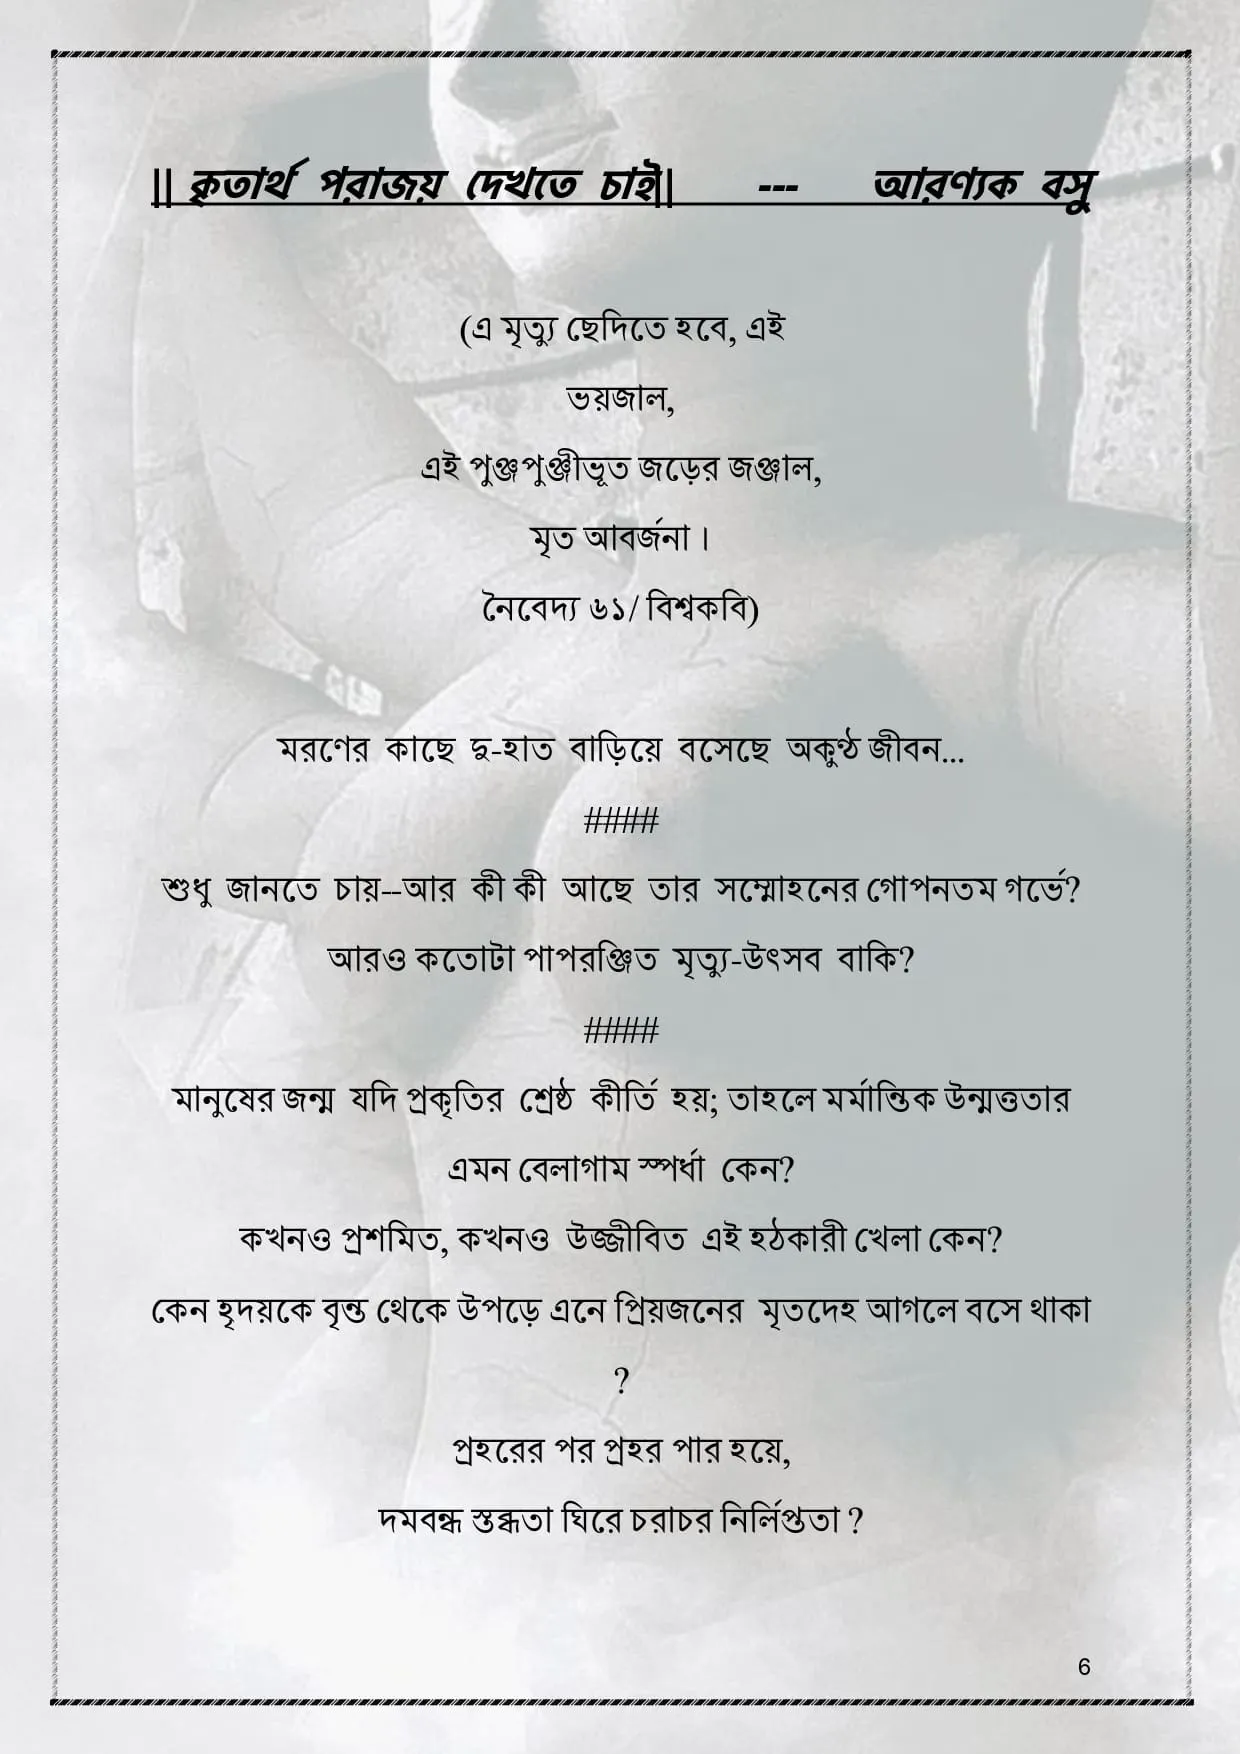 || কৃতার্থ পরাজয় দেখতে চাই|| --- আরণ্যক বসু
(এ মৃত্যু ছেদিতে হবে, এই
ভয়জাল,
এই পুঞ্জপুঞ্জীভূত জড়ের জঞ্জাল,
মৃত আবর্জনা ।
নৈবেদ্য ৬১/ বিশ্বকবি)
মরণের কাছে দু-হাত বাড়িয়ে বসেছে অকুণ্ঠ জীবন...
####
শুধু জানতে চায়--আর কী কী আছে তার সম্মোহনের গোপনতম গর্ভে?
আরও কতোটা পাপরঞ্জিত মৃত্যু-উৎসব বাকি?
####
মানুষের জন্ম যদি প্রকৃতির শ্রেষ্ঠ কীর্তি হয়; তাহলে মর্মান্তিক উন্মত্ততার
এমন বেলাগাম স্পর্ধা কেন?
কখনও প্রশমিত, কখনও উজ্জীবিত এই হঠকারী খেলা কেন?
কেন হৃদয়কে বৃন্ত থেকে উপড়ে এনে প্রিয়জনের মৃতদেহ আগলে বসে থাকা
?
প্রহরের পর প্রহর পার হয়ে,
দমবন্ধ স্তব্ধতা ঘিরে চরাচর নির্লিপ্ততা ?
6